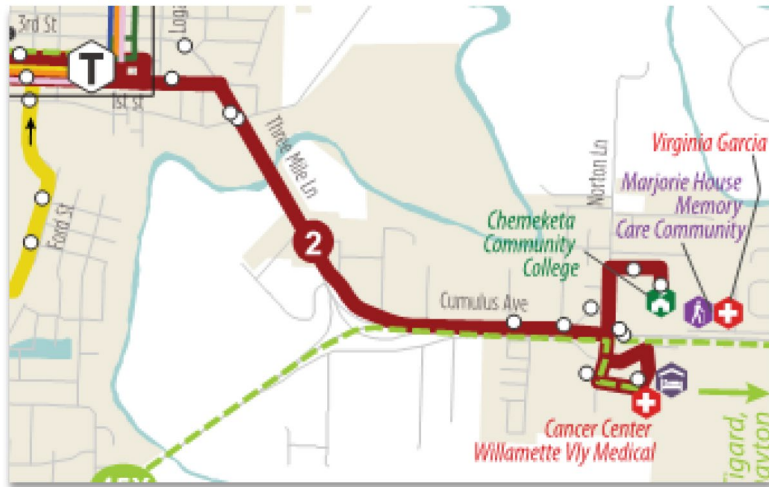 3rd St
Loga
T
1st St
Three Mile Ln
Ford St
2
Norton Ln
Virginia Garcia
Marjorie House
Memory
Care Community
Chemeketa
Community
College
Cumulus Ave
Cancer Center
Willamette Vly Medical
Tigard,